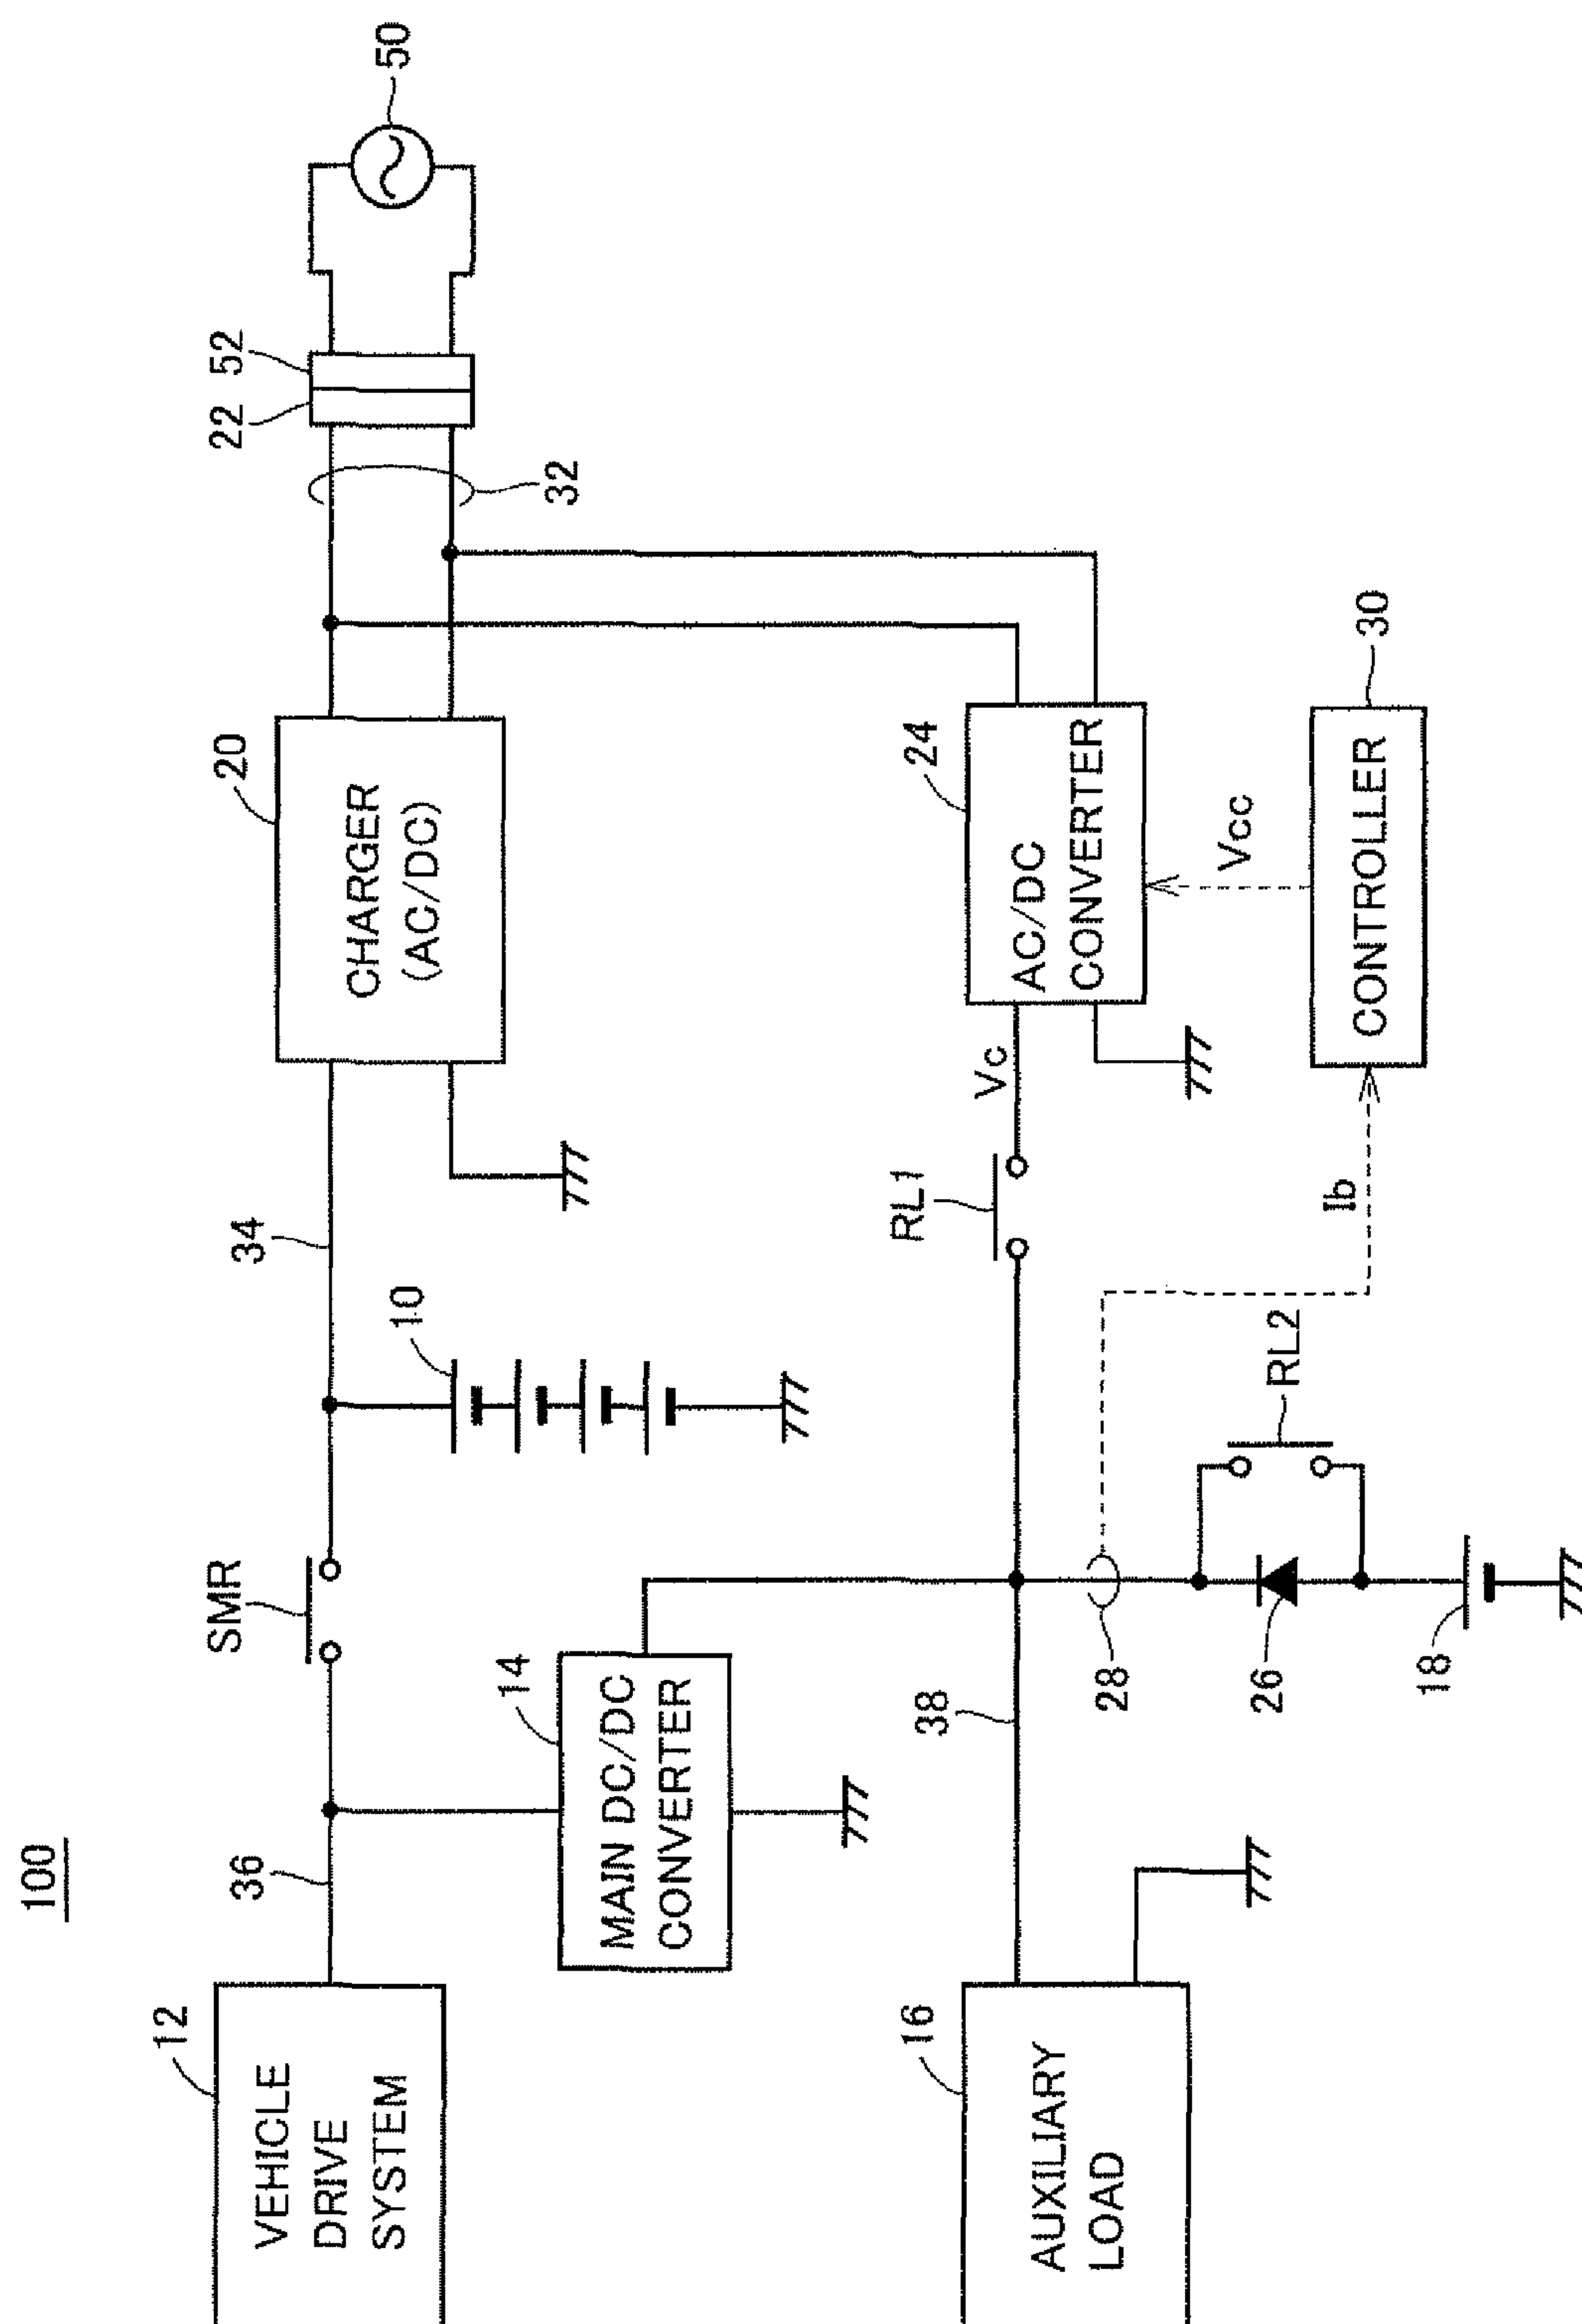 100
12
VEHICLE
DRIVE
SYSTEM
36
SMR
34
20
CHARGER
(AC/DC)
22
52
50
32
10
14
MAIN DC/DC
CONVERTER
16
AUXILIARY
LOAD
38
RL1
Vc
24
AC/DC
CONVERTER
Vcc
28
26
18
RL2
Ib
30
CONTROLLER